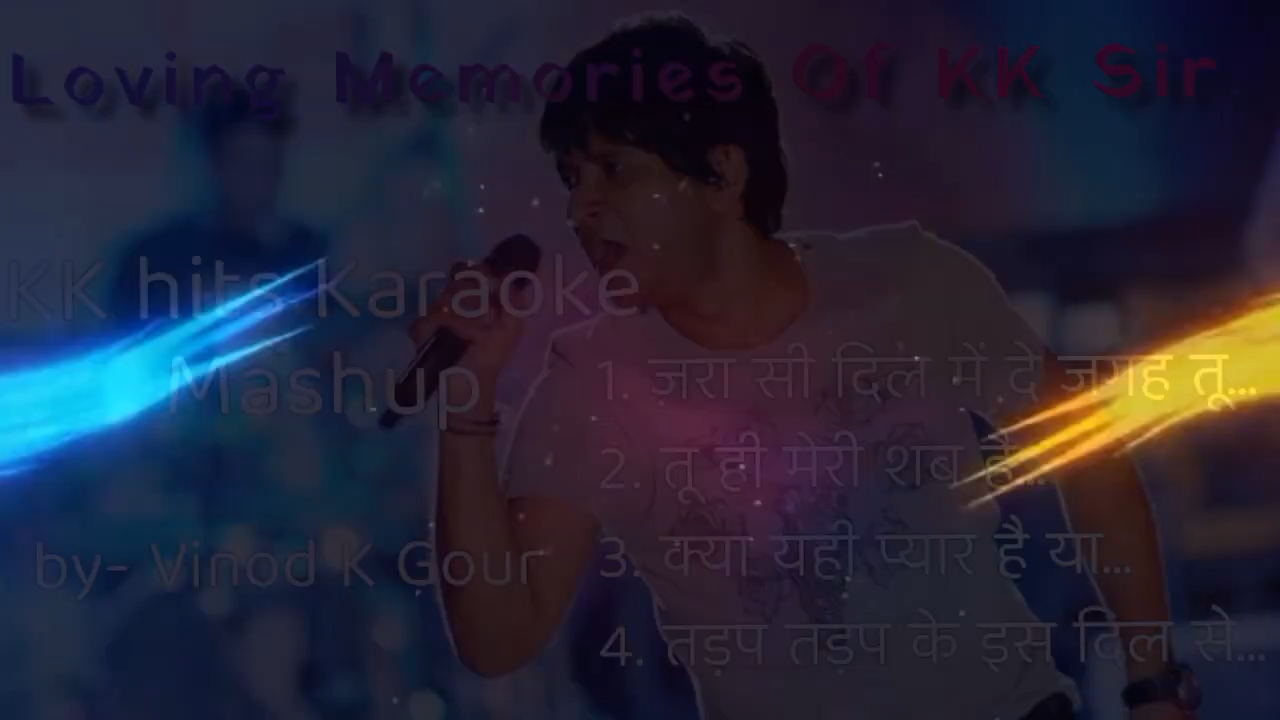 Loving Memories Of KK Sir
KK hits Karaoke
Mashup
by- Vinod K Gour
1. ज़रा सी दिल में दे जगह तू...
2. तू ही मेरी शब है...
3. क्या यही प्यार है या...
4. तड़प तड़प के इस दिल से...